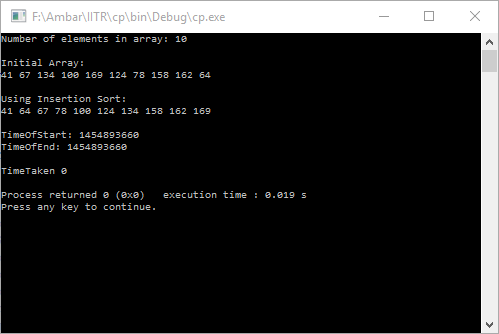 F:\Ambar\IITR\cp\bin\Debug\cp.exe
Number of elements in array: 10
Initial Array:
41 67 134 100 169 124 78 158 162 64
Using Insertion Sort:
41 64 67 78 100 124 134 158 162 169
TimeOfStart: 1454893660
TimeOfEnd: 1454893660
TimeTaken 0
Process returned 0 (0x0)   execution time : 0.019 s
Press any key to continue.